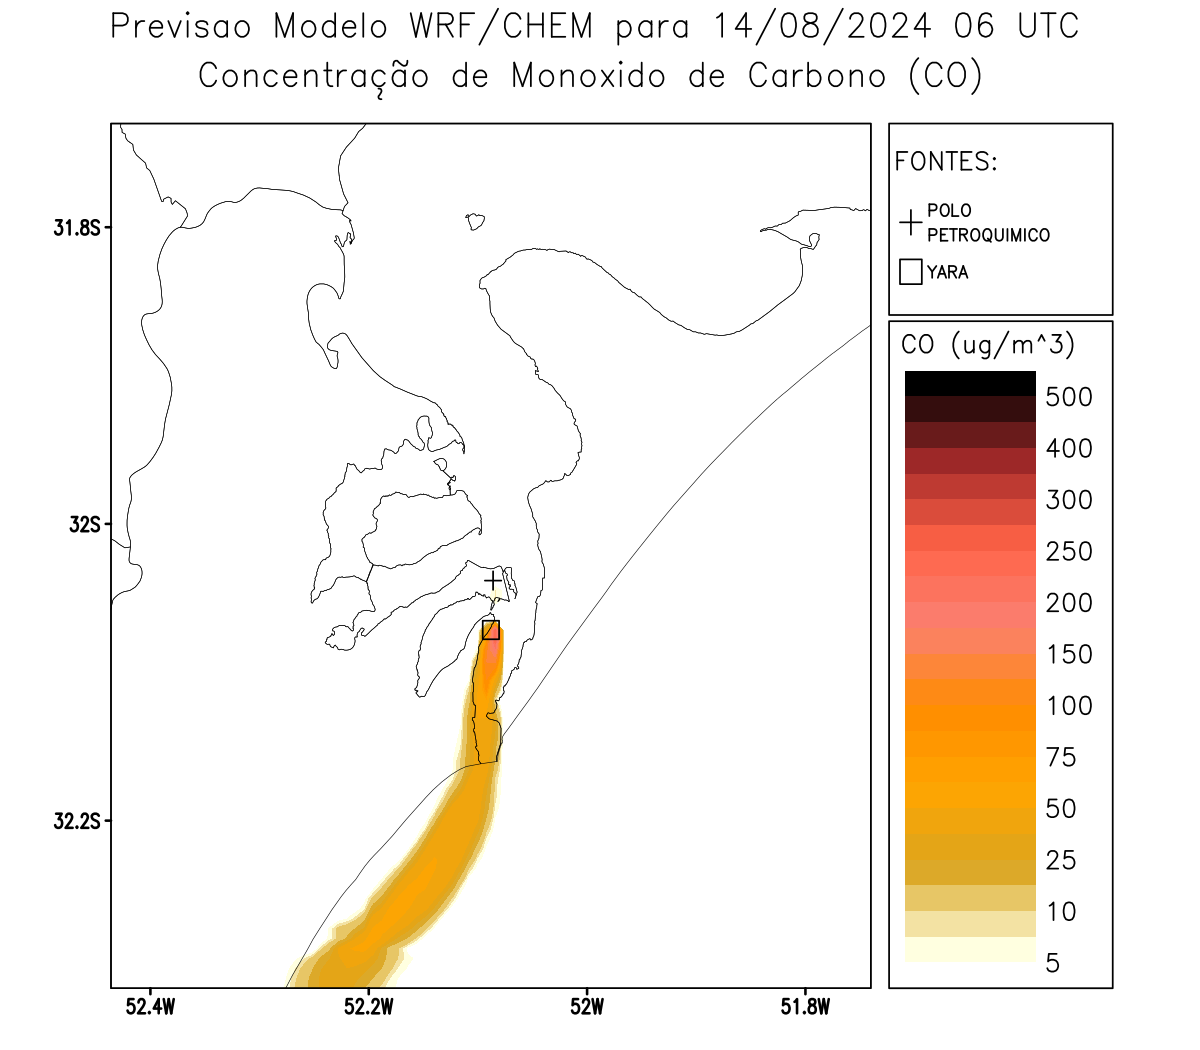 Previsao Modelo WRF/CHEM para 14/08/2024 06 UTC
Concentração de Monoxido de Carbono (CO)
FONTES:
POLO
PETROQUIMICO
YARA
CO (ug/m^3)
500
400
300
250
200
150
100
75
50
25
10
5
31.8S
32S
32.2S
52.4W
52.2W
52W
51.8W